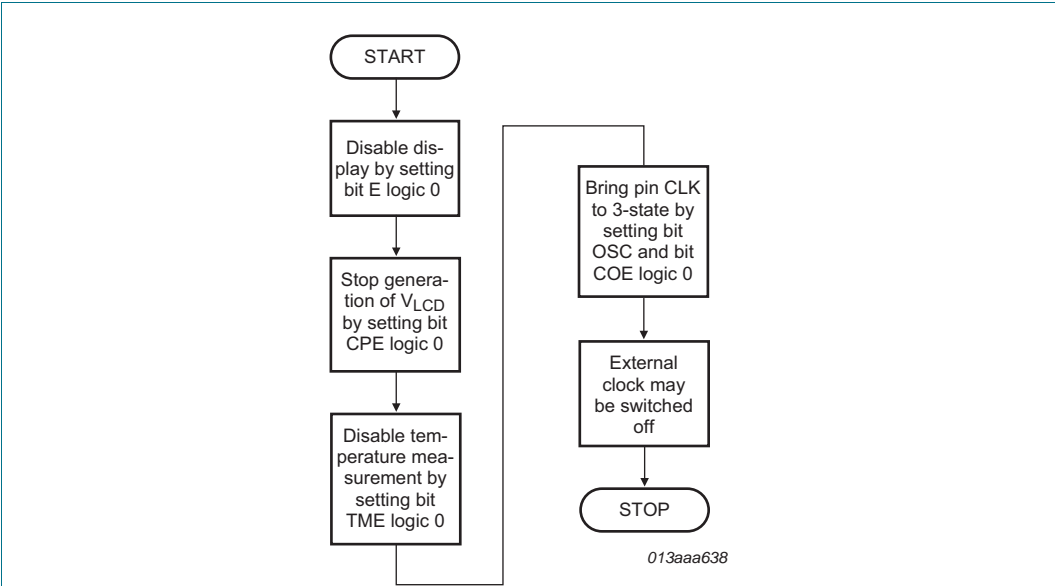 START
Disable dis-
play by setting
bit E logic 0
Stop genera-
tion of VLCD
by setting bit
CPE logic 0
Disable tem-
perature mea-
surement by
setting bit
TME logic 0
Bring pin CLK
to 3-state by
setting bit
OSC and bit
COE logic 0
External
clock may
be switched
off
STOP
013aaa638